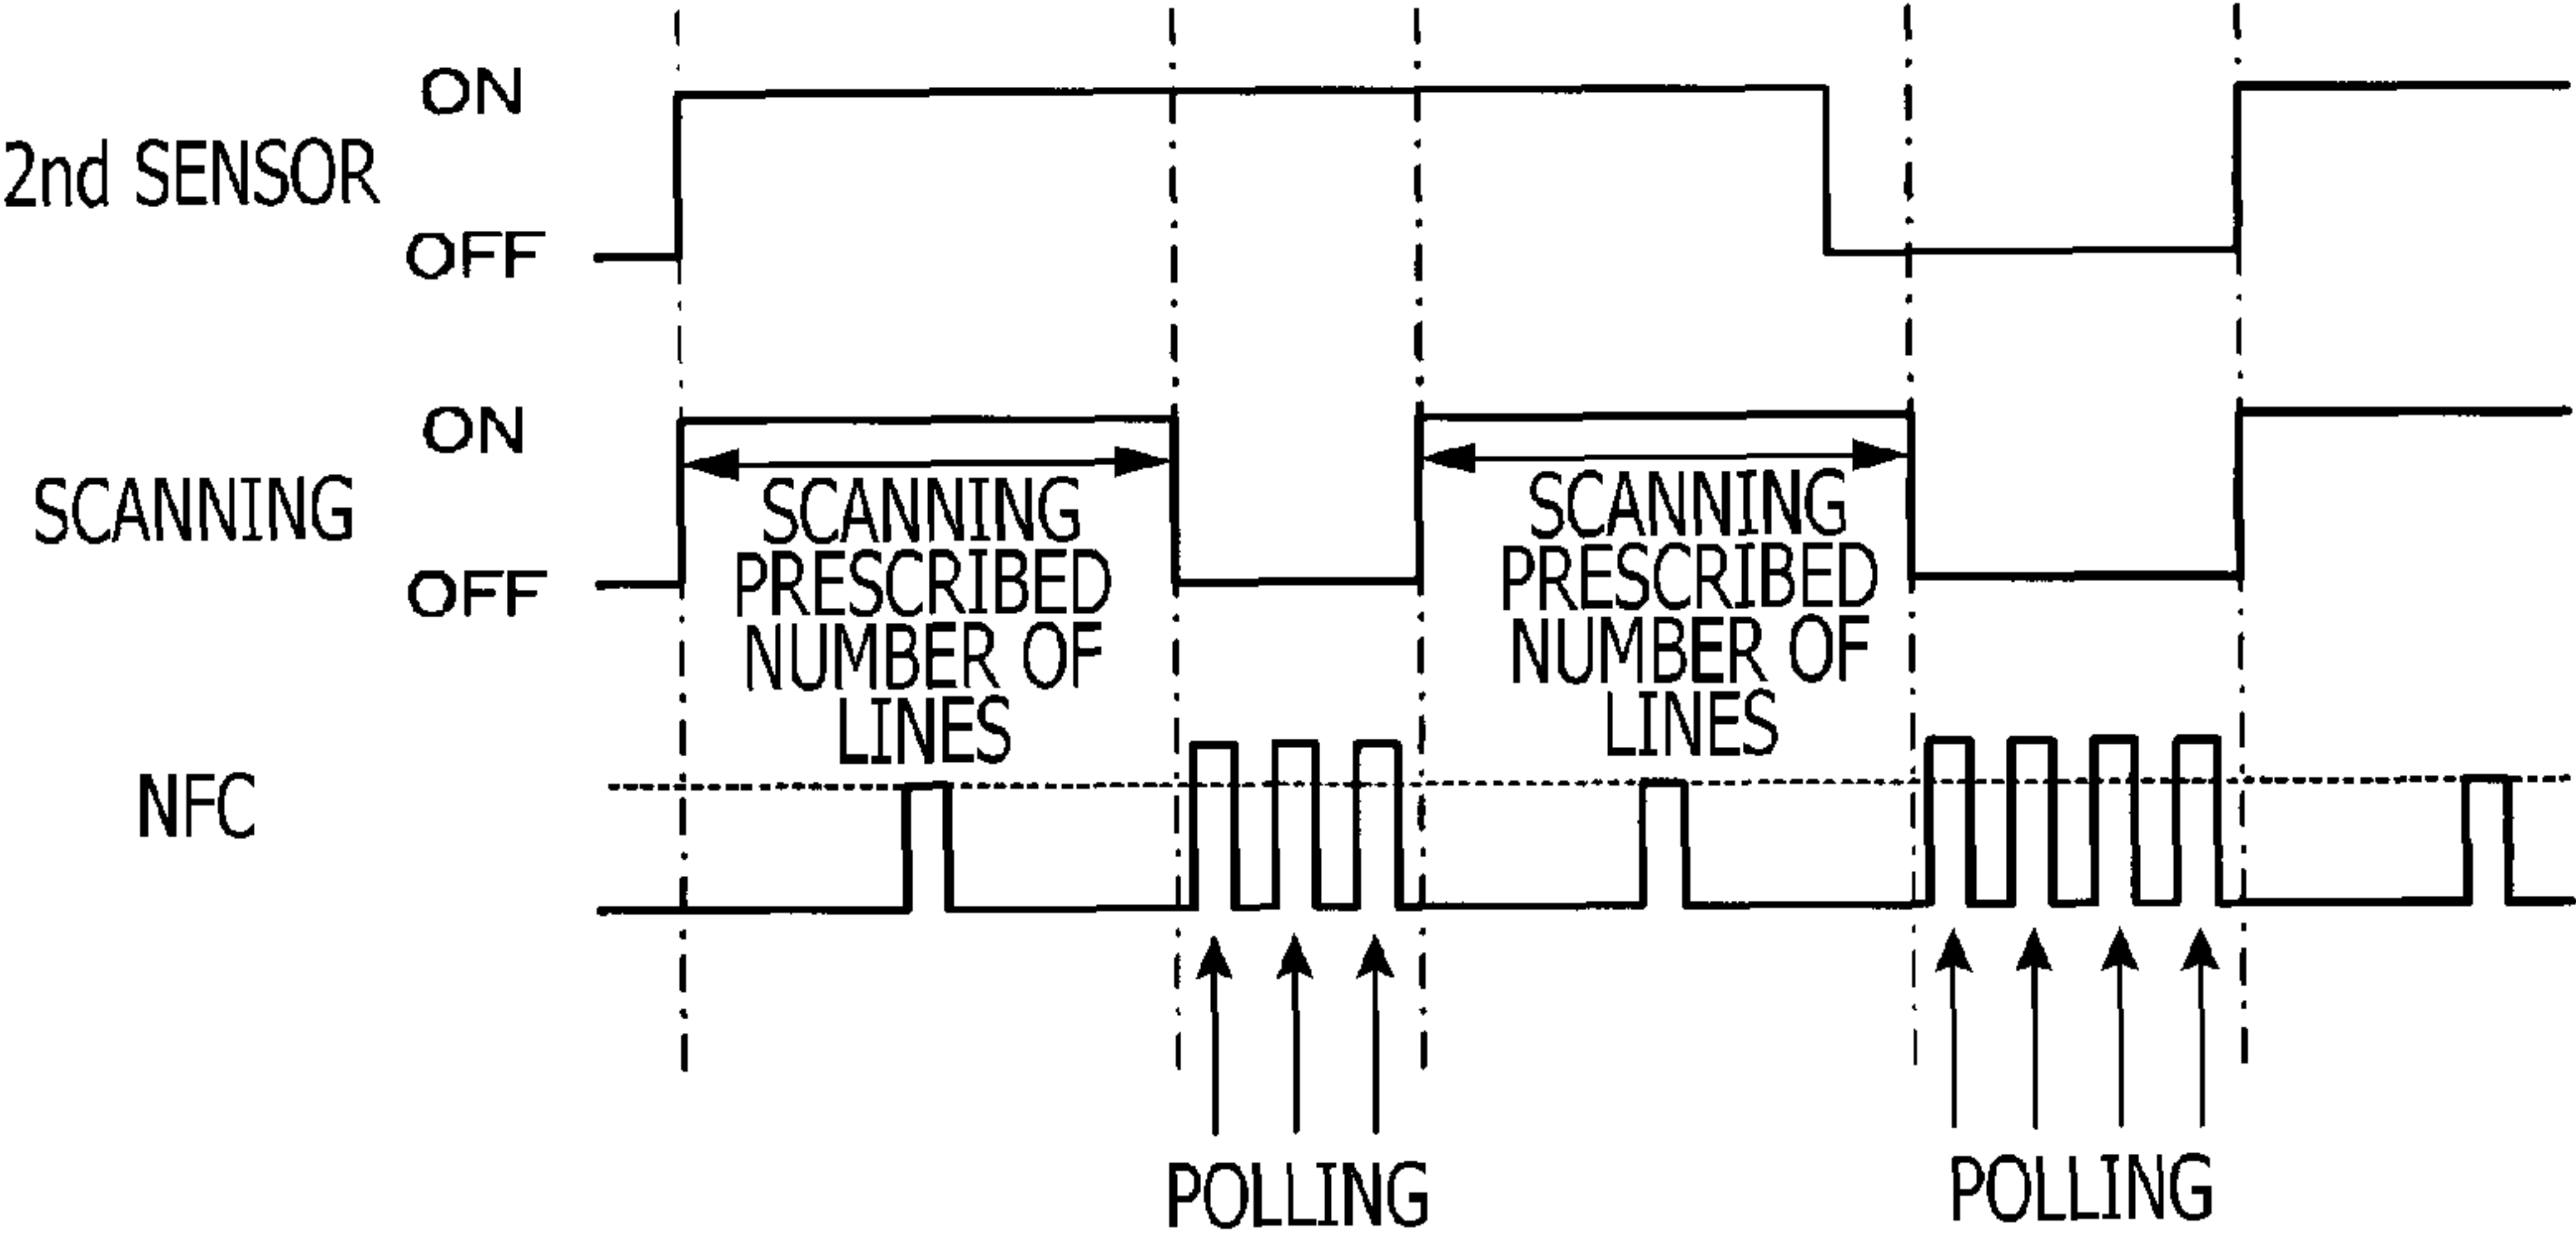 ON
2nd SENSOR
OFF
ON
SCANNING
OFF
SCANNING
PRESCRIBED
NUMBER OF
LINES
SCANNING
PRESCRIBED
NUMBER OF
LINES
NFC
POLLING
POLLING